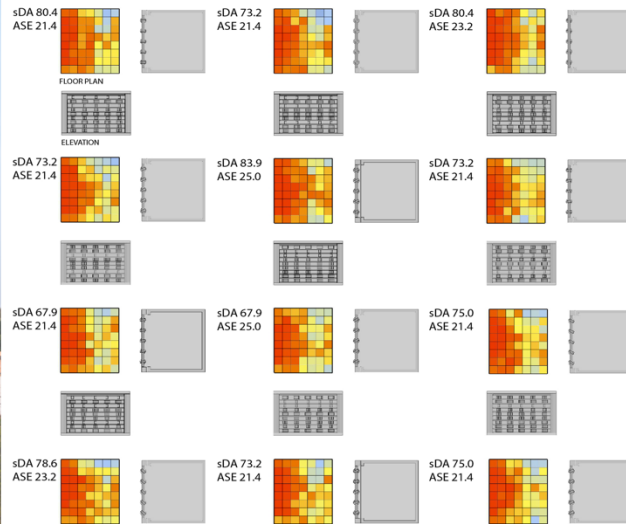 sDA 80.4
ASE 21.4
sDA 73.2
ASE 21.4
sDA 80.4
ASE 23.2
FLOOR PLAN
ELEVATION
sDA 73.2
ASE 21.4
sDA 83.9
ASE 25.0
sDA 73.2
ASE 21.4
sDA 67.9
ASE 21.4
sDA 67.9
ASE 25.0
sDA 75.0
ASE 21.4
sDA 78.6
ASE 23.2
sDA 73.2
ASE 21.4
sDA 75.0
ASE 21.4